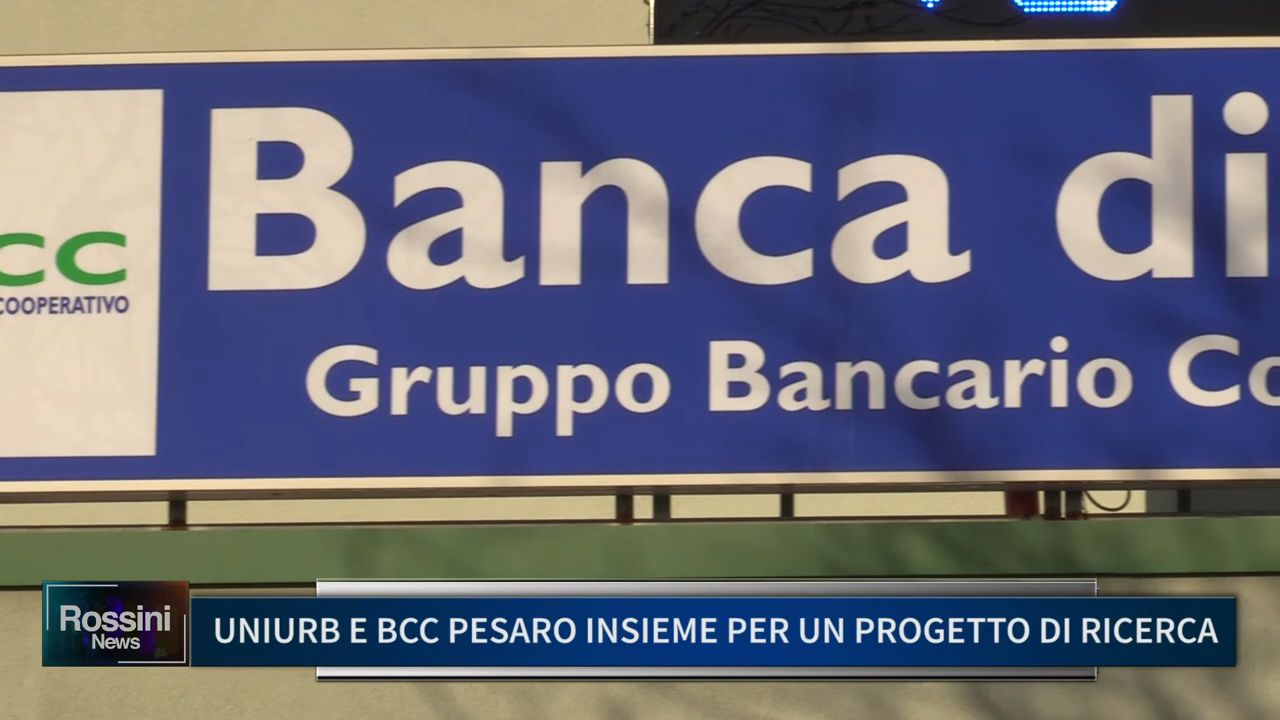 Banca di
CC
COOPERATIVO
Gruppo Bancario Co
Rossini
News
UNIURB E BCC PESARO INSIEME PER UN PROGETTO DI RICERCA